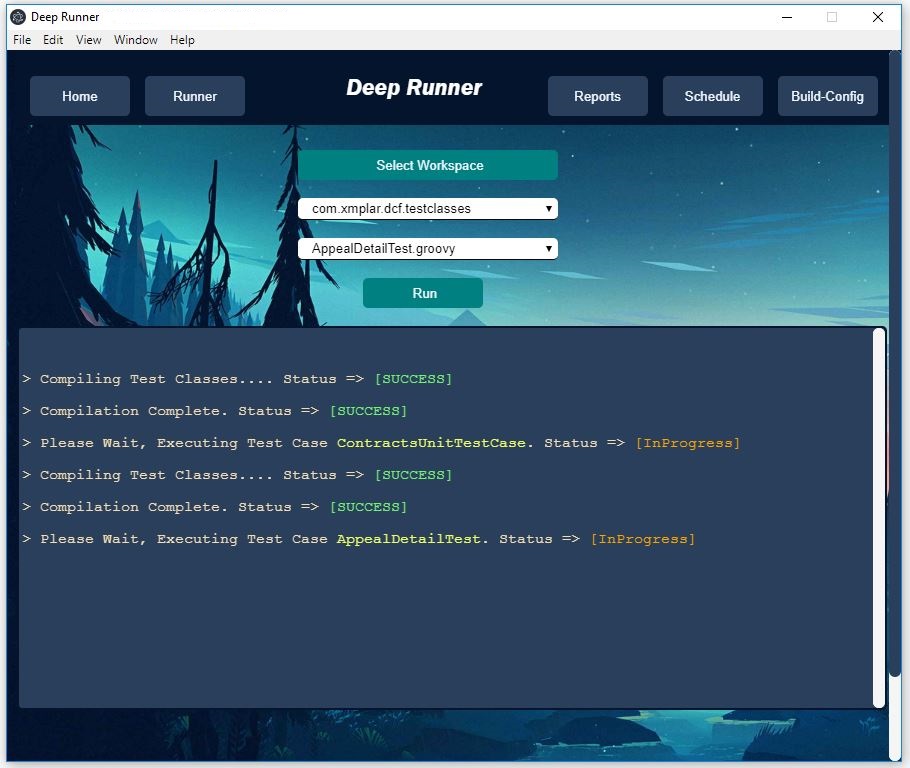 Deep Runner
File Edit View Window Help
Home Runner Deep Runner Reports Schedule Build-Config
Select Workspace
com.xmplar.dcf.testclasses
AppealDetailTest.groovy
Run
> Compiling Test Classes.... Status => [SUCCESS]
> Compilation Complete. Status => [SUCCESS]
> Please Wait, Executing Test Case ContractsUnitTestCase. Status => [InProgress]
> Compiling Test Classes.... Status => [SUCCESS]
> Compilation Complete. Status => [SUCCESS]
> Please Wait, Executing Test Case AppealDetailTest. Status => [InProgress]